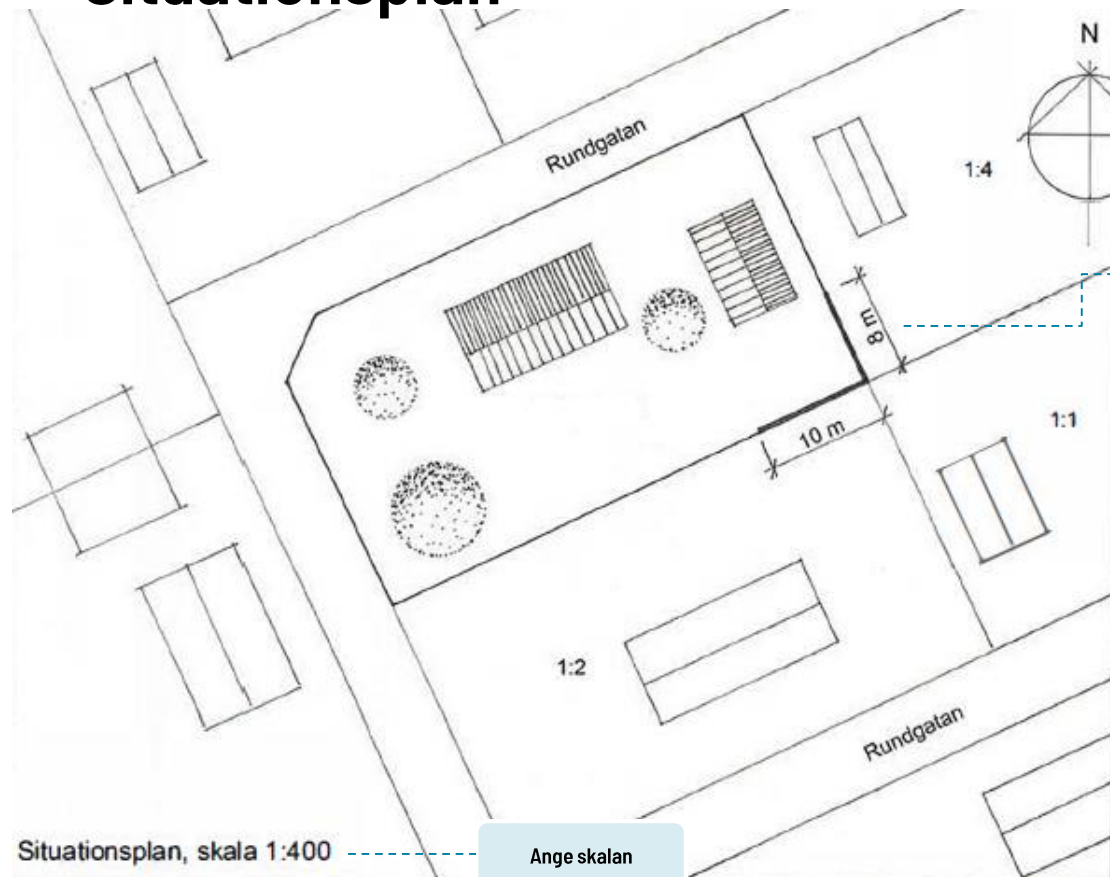 Situationsplan
N
Rundgatan
1:4
8 m
1:1
10 m
1:2
Rundgatan
Situationsplan, skala 1:400
Ange skalan